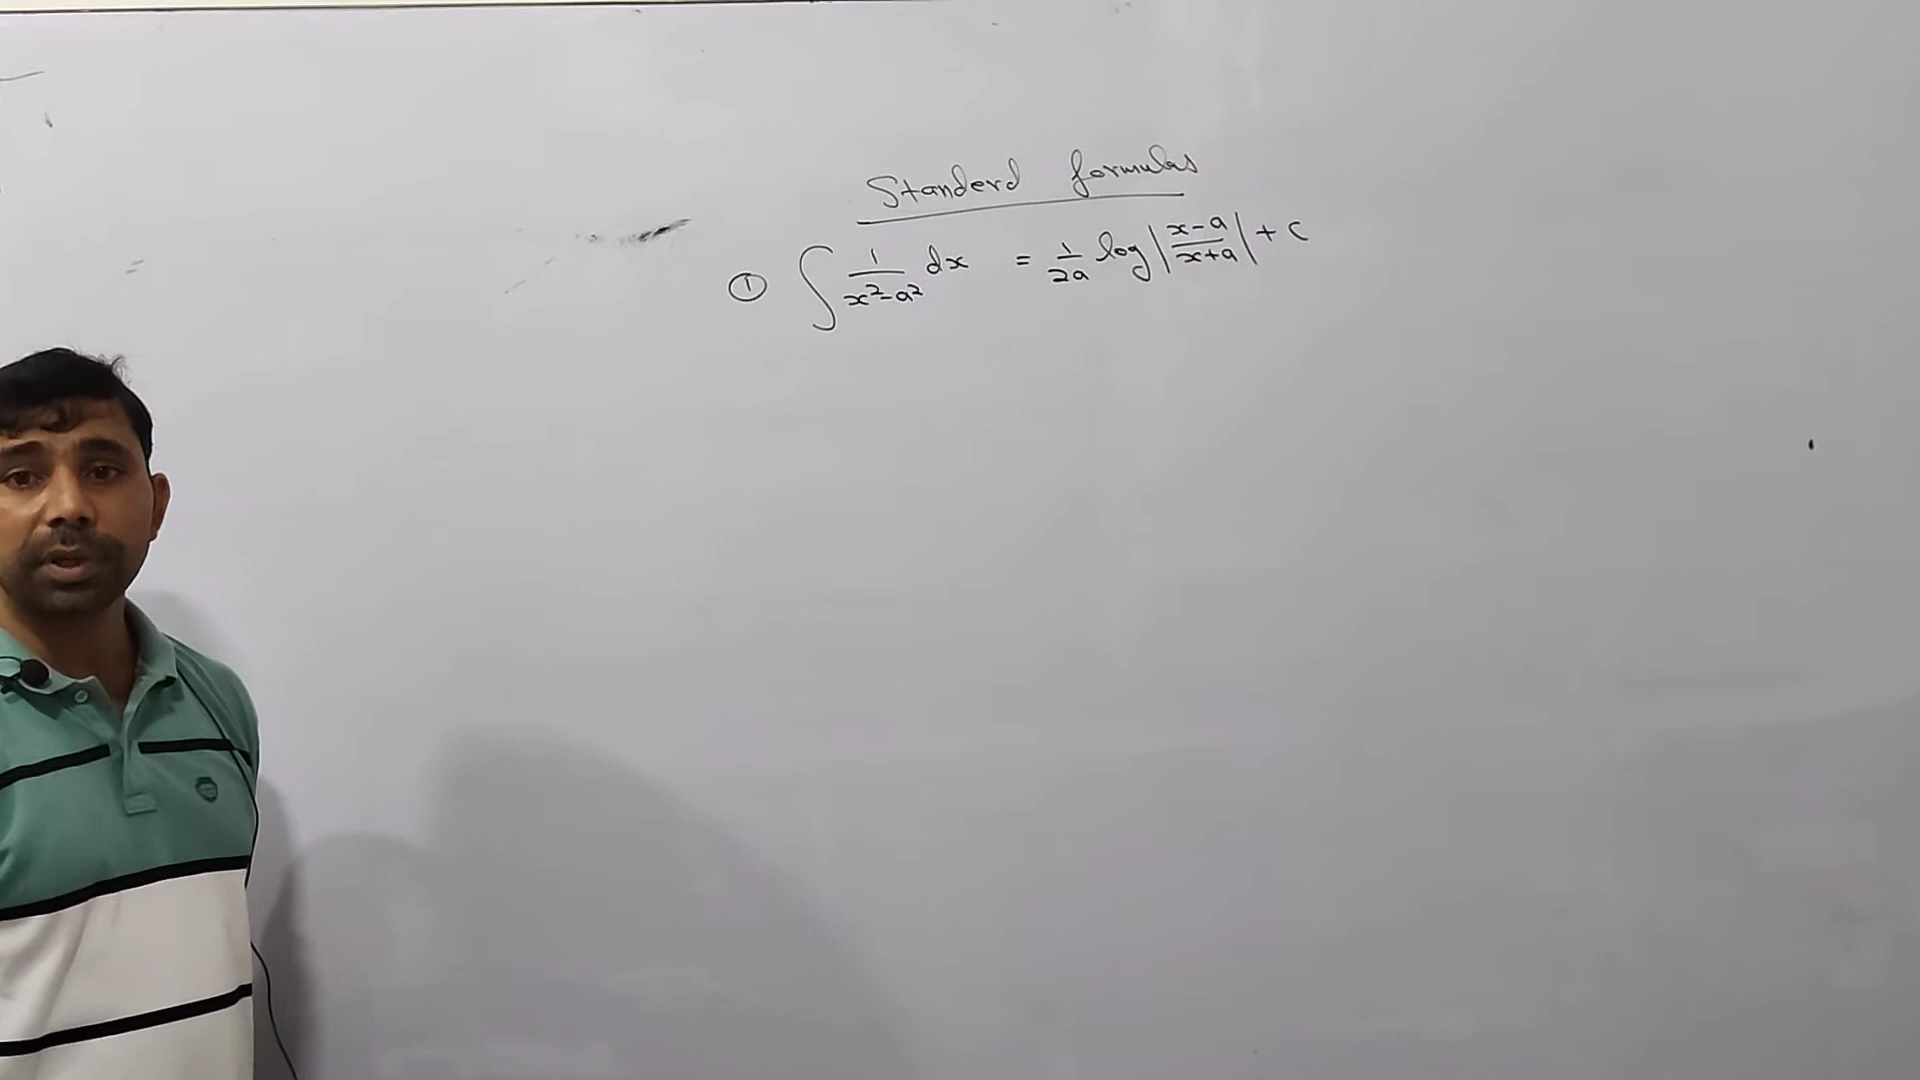 Standerd formulas
① ∫ 1/(x²-a²) dx = 1/2a log |x-a/x+a| + c